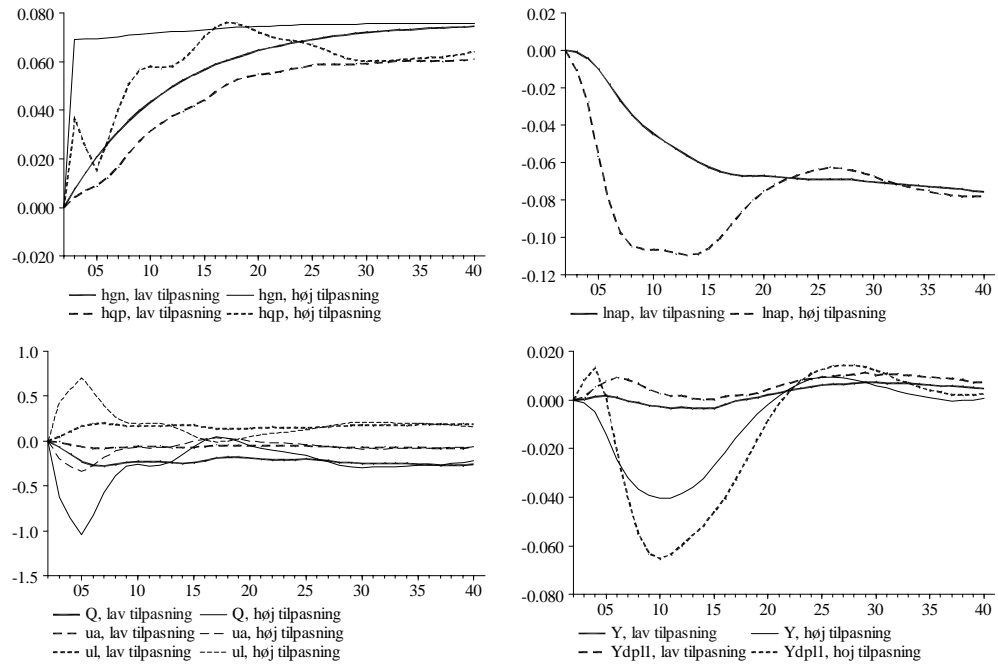 0.080
0.060
0.040
0.020
0.000
-0.020
05 10 15 20 25 30 35 40
hgn, lav tilpasning hgn, høj tilpasning
hqp, lav tilpasning hqp, høj tilpasning
0.02
0.00
-0.02
-0.04
-0.06
-0.08
-0.10
-0.12
05 10 15 20 25 30 35 40
lnap, lav tilpasning lnap, høj tilpasning
1.0
0.5
0.0
-0.5
-1.0
-1.5
05 10 15 20 25 30 35 40
Q, lav tilpasning Q, høj tilpasning
ua, lav tilpasning ua, høj tilpasning
ul, lav tilpasning ul, høj tilpasning
0.020
0.000
-0.020
-0.040
-0.060
-0.080
05 10 15 20 25 30 35 40
Y, lav tilpasning Y, høj tilpasning
Ydpl1, lav tilpasning Ydpl1, hoj tilpasning